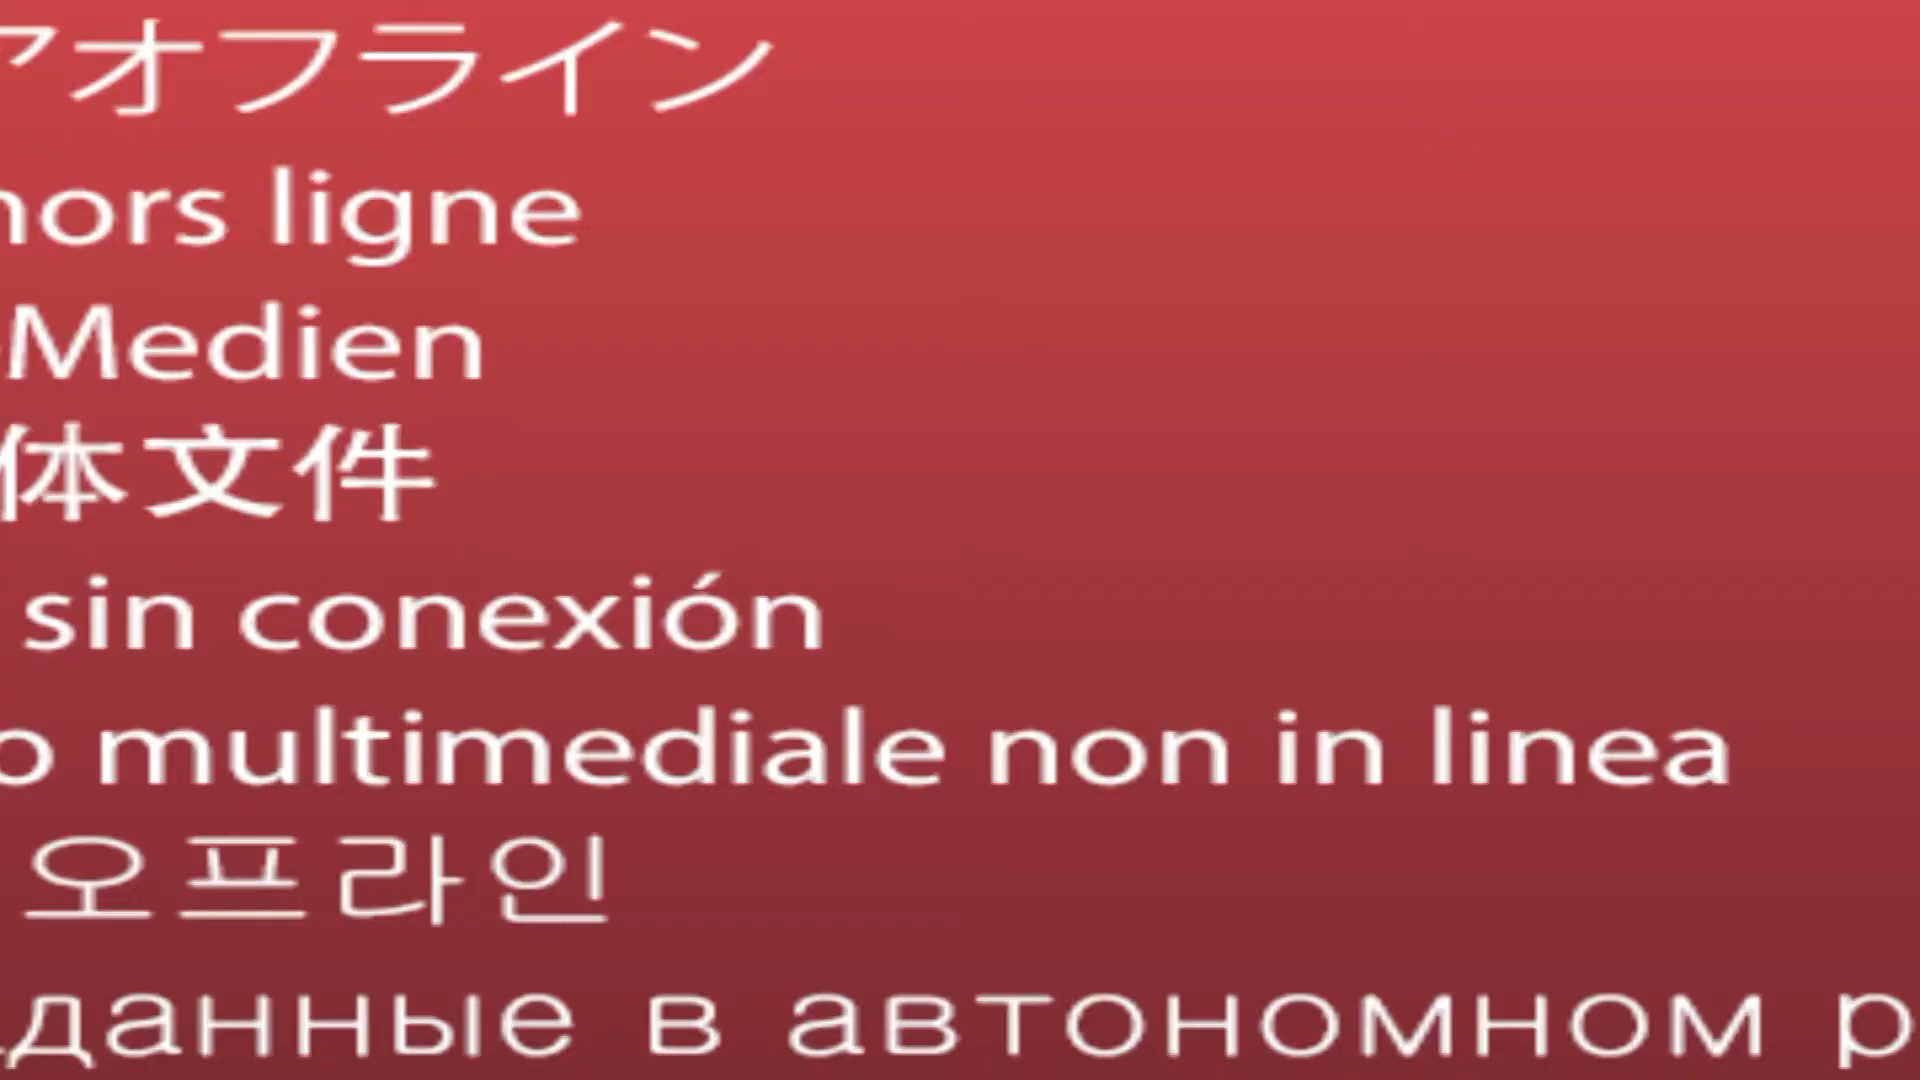 アオフライン
hors ligne
-Medien
体文件
sin conexión
o multimediale non in linea
오프라인
данные в автономном р